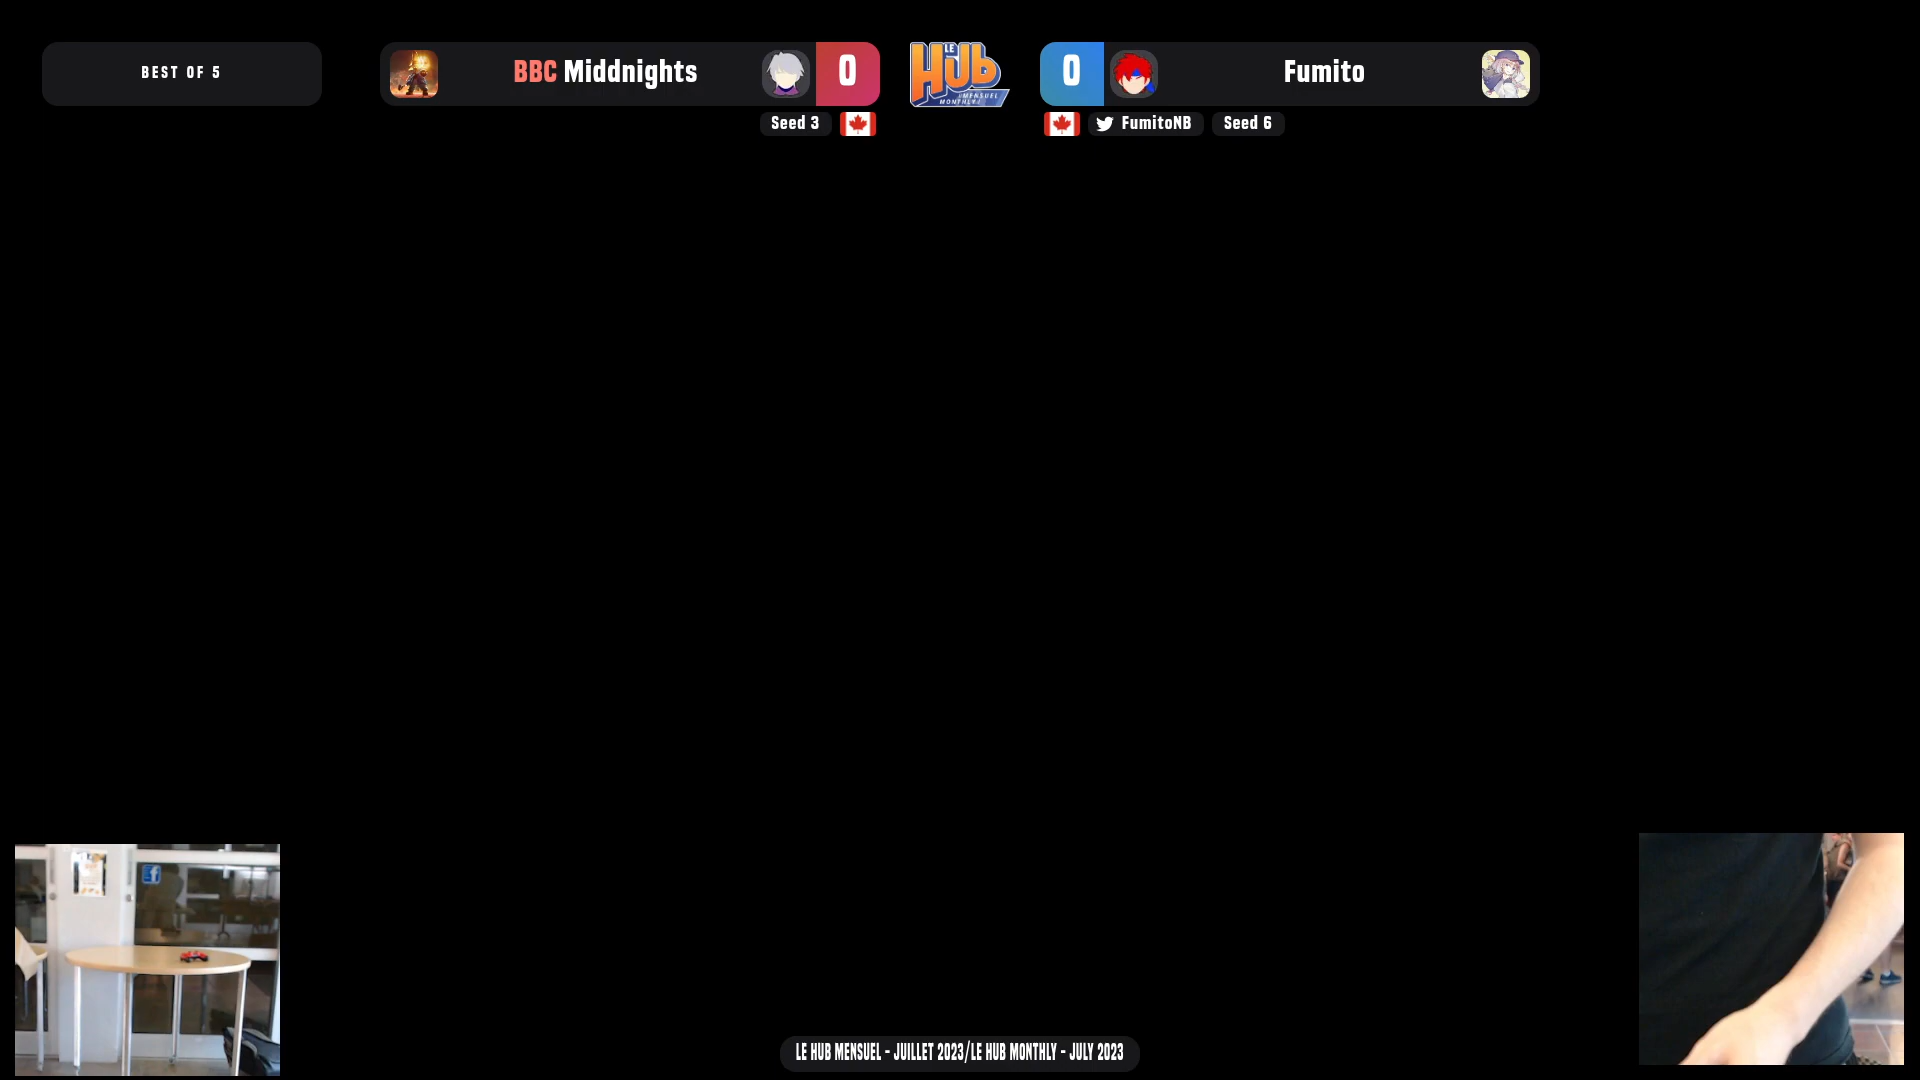 BEST OF 5
BBC Middnights
0
LE
HUB
MENSUEL
MONTHLY
0
Fumito
Seed 3
FumitoNB
Seed 6
f
LE HUB MENSUEL - JUILLET 2023/LE HUB MONTHLY - JULY 2023